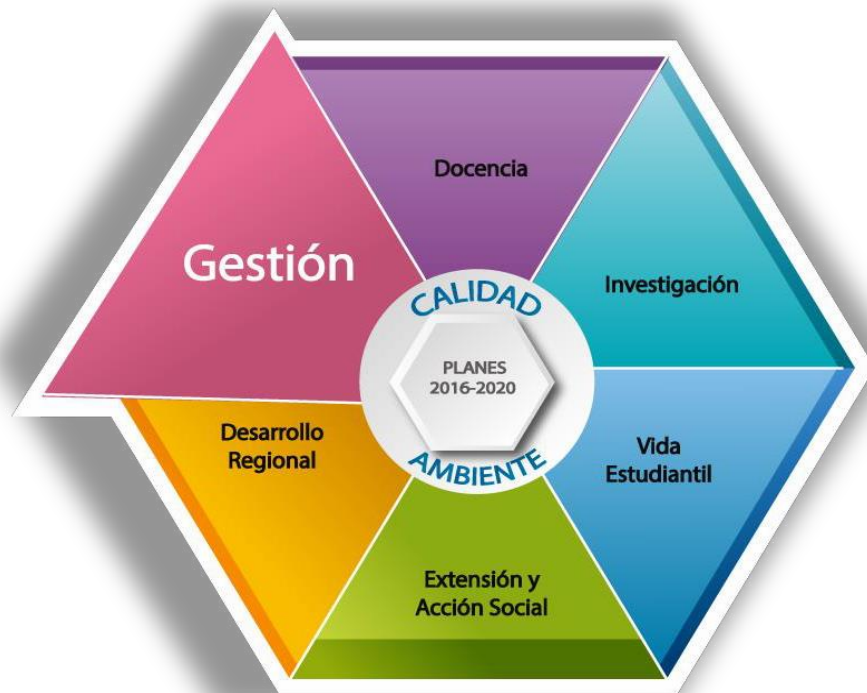 Docencia
Gestión
Investigación
CALIDAD
PLANES
2016-2020
AMBIENTE
Desarrollo
Regional
Vida
Estudiantil
Extensión y
Acción Social